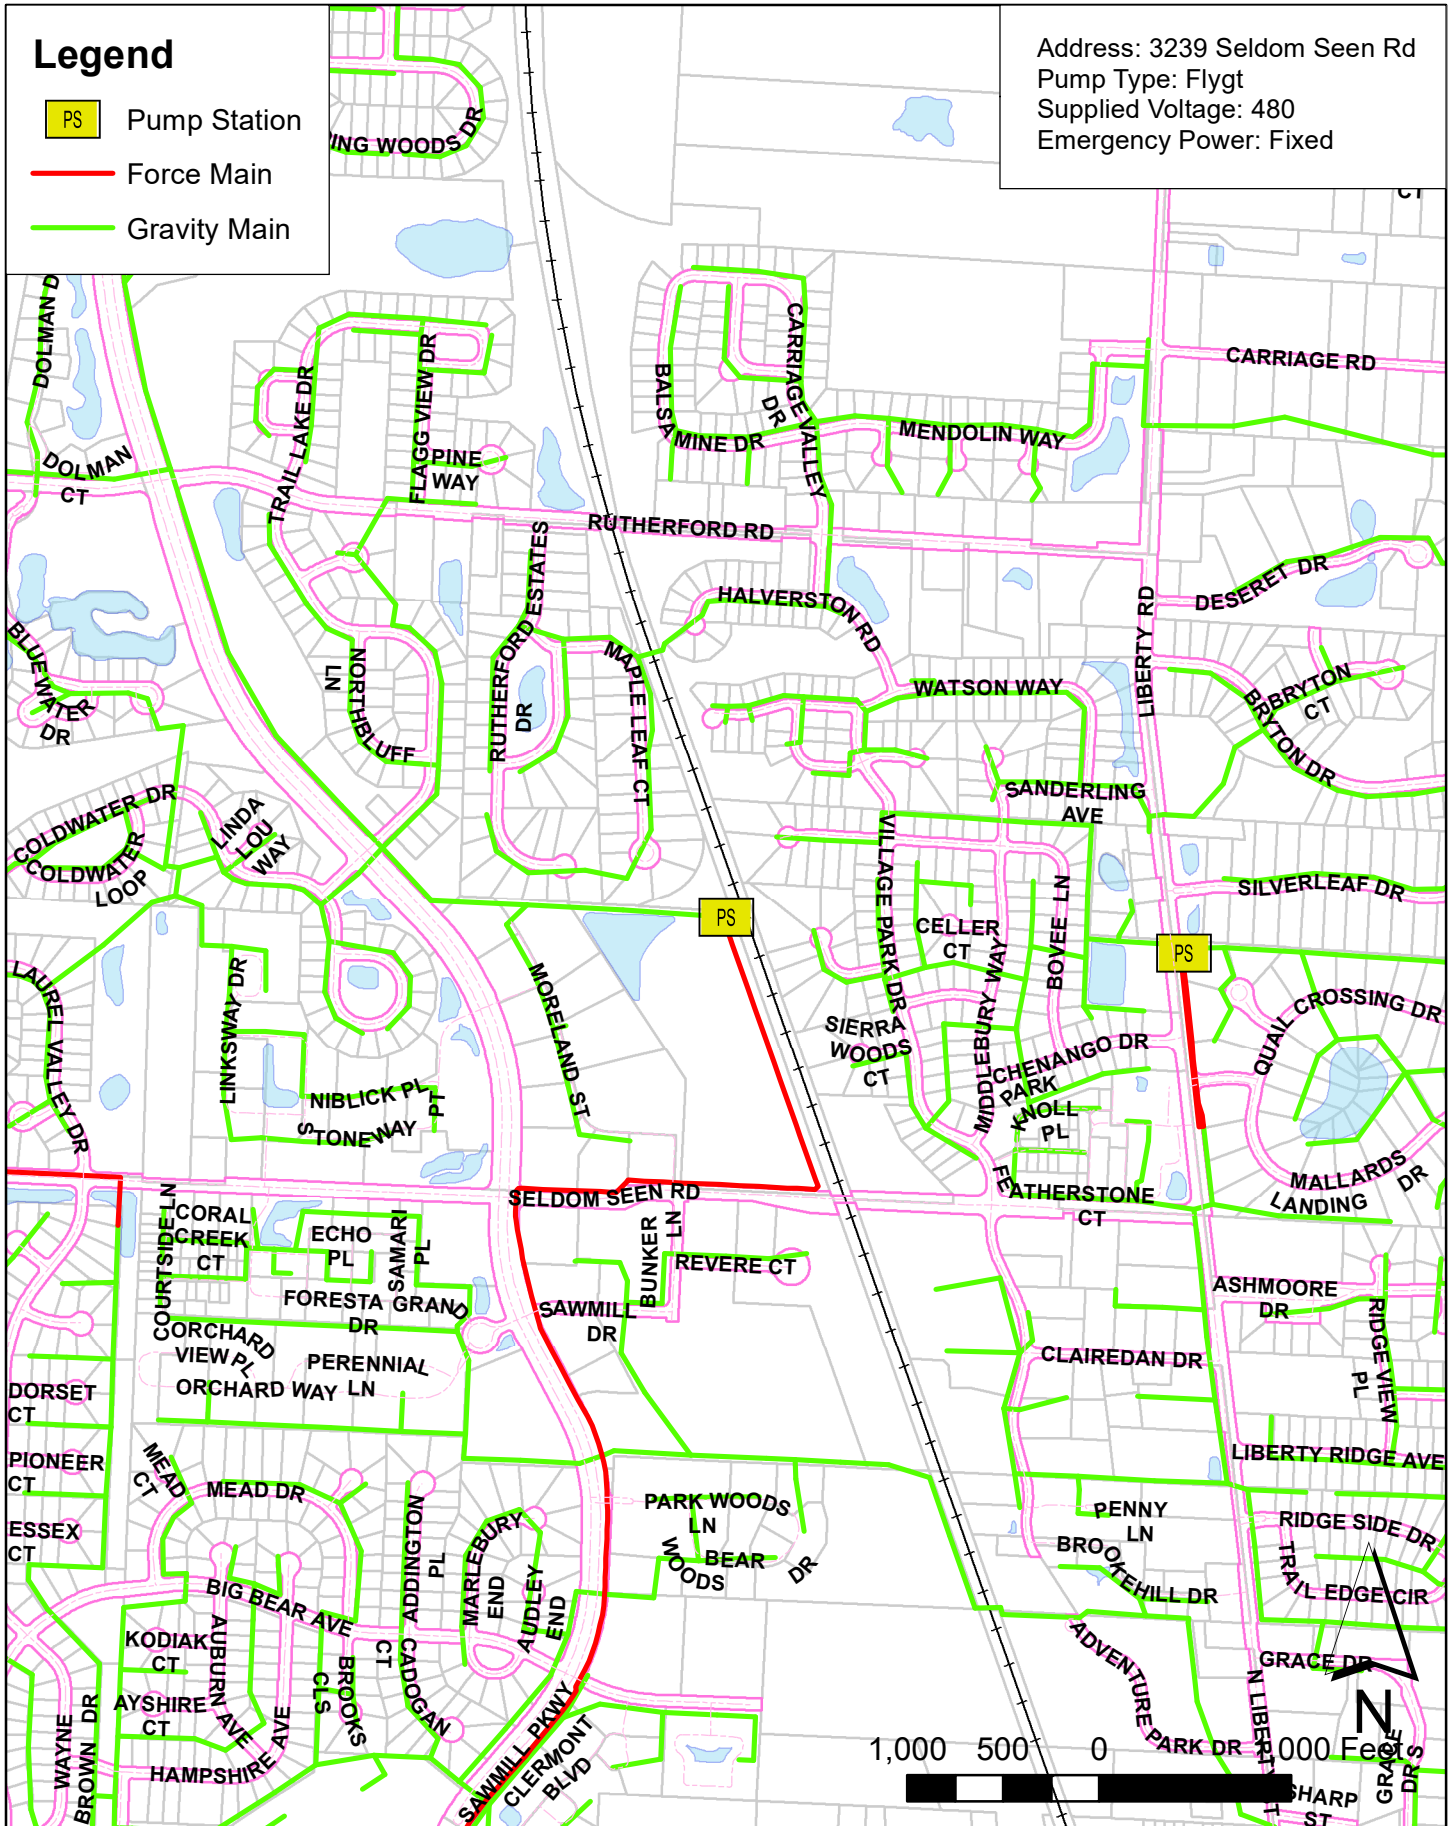 Legend
PS Pump Station
Force Main
Gravity Main
Address: 3239 Seldom Seen Rd
Pump Type: Flygt
Supplied Voltage: 480
Emergency Power: Fixed
CT
PING WOODS DR
DOLMAN D
DOLMAN
CT
TRAIL LAKE DR
FLAGG VIEW DR
PINE
WAY
BALSAMINE DR
CARRIAGE VALLEY
DR
MENDOLIN WAY
CARRIAGE RD
RUTHERFORD RD
RUTHERFORD ESTATES
DR
HALVERSTON RD
DESERET DR
LIBERTY RD
BLUEWATER
DR
NORTHBLUFF
LN
MAPLE LEAF CT
WATSON WAY
BRYTON
CT
BRYTON DR
SANDERLING
AVE
COLDWATER DR
COLDWATER
LOOP
LINDA
LOU
WAY
VILLAGE PARK DR
SILVERLEAF DR
PS
PS
CELLER
CT
BOVEE LN
MIDDLEBURY WAY
LAUREL VALLEY DR
LINKSWAY DR
MORELAND ST
SIERRA
WOODS
CT
QUAIL CROSSING DR
CHENANGO DR
PARK
KNOLL
PL
NIBLICK PL
STONEWAY
PT
MALLARDS
LANDING
DR
SELDOM SEEN RD
FEATHERSTONE
CT
COURTSIDE LN
CORAL
CREEK
CT
ECHO
PL
SAMARI
PL
BUNKER
LN
REVERE CT
FORESTA GRAND
DR
SAWMILL
DR
ASHMOORE
DR
RIDGE VIEW
PL
ORCHARD
VIEW PL
PERENNIAL
LN
ORCHARD WAY
CLAIREDAN DR
DORSET
CT
PIONEER
CT
ESSEX
CT
MEAD
CT
MEAD DR
LIBERTY RIDGE AVE
PARK WOODS
LN
BEAR
WOODS
DR
PENNY
LN
RIDGE SIDE DR
BROOKEHILL DR
TRAIL EDGE CIR
ADDINGTON
PL
MARLEBURY
END
AUDLEY
END
BIG BEAR AVE
KODIAK
CT
AUBURN AVE
CADOGAN
CT
BROOKS
CLS
AYSHIRE
CT
HAMPSHIRE AVE
WAYNE
BROWN DR
SAWMILL PKWY
CLERMONT
BLVD
ADVENTURE PARK DR
GRACE DR
N LIBERTY ST
GRACE
DR S
SHARP
ST
N
1,000 500 0 1,000 Feet